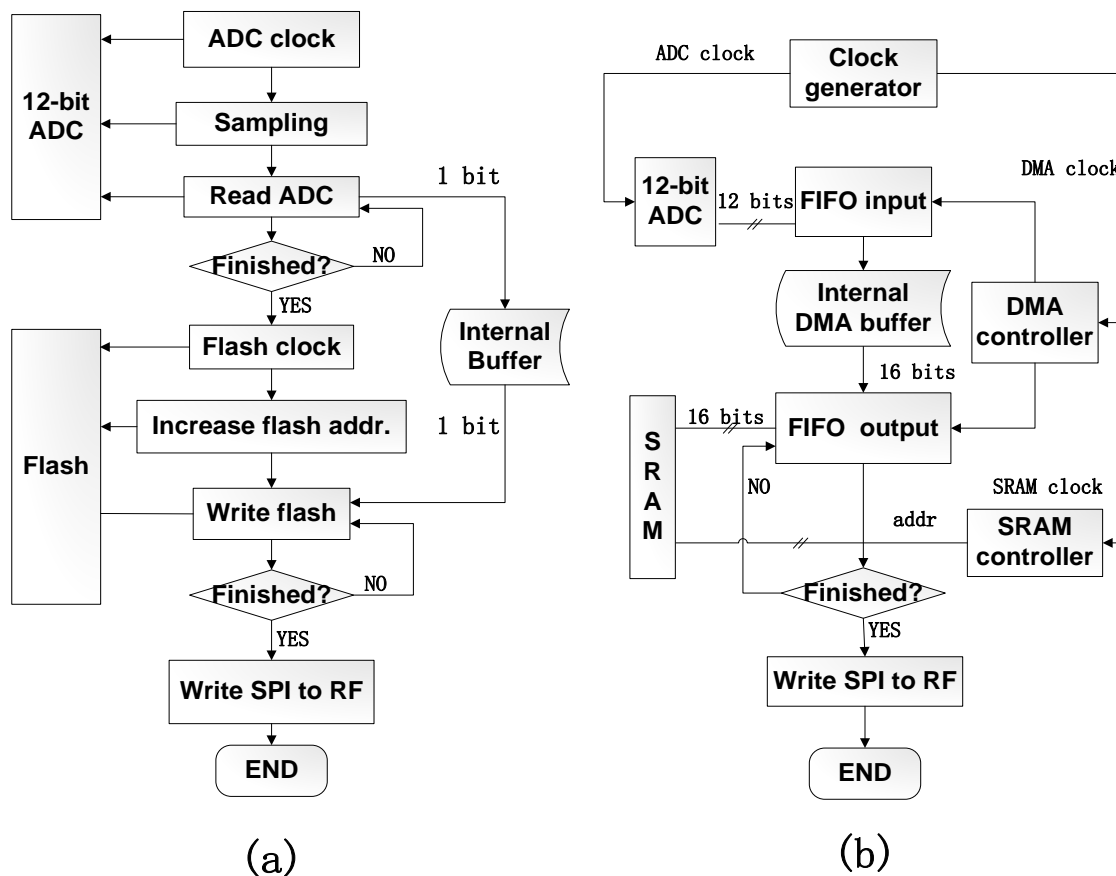 ADC clock
12-bit
ADC
Sampling
Read ADC
1 bit
Finished?
NO
YES
Flash clock
Internal
Buffer
Increase flash addr.
1 bit
Flash
Write flash
Finished?
NO
YES
Write SPI to RF
END
(a)
ADC clock
Clock
generator
DMA clock
12-bit
ADC
12 bits
FIFO input
Internal
DMA buffer
DMA
controller
16 bits
16 bits
FIFO output
S
R
A
M
NO
SRAM clock
addr
SRAM
controller
Finished?
YES
Write SPI to RF
END
(b)